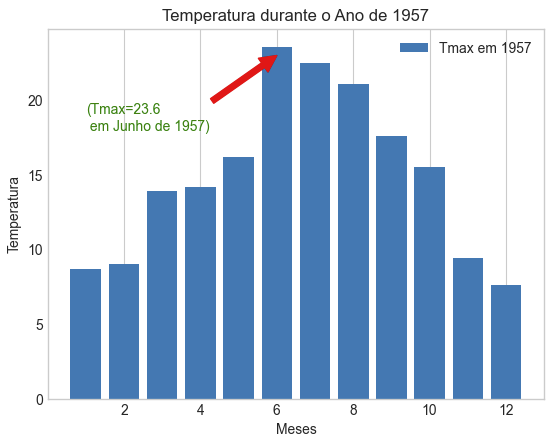 Temperatura durante o Ano de 1957
Tmax em 1957
(Tmax=23.6
em Junho de 1957)
Temperatura
20
15
10
5
0
2 4 6 8 10 12
Meses